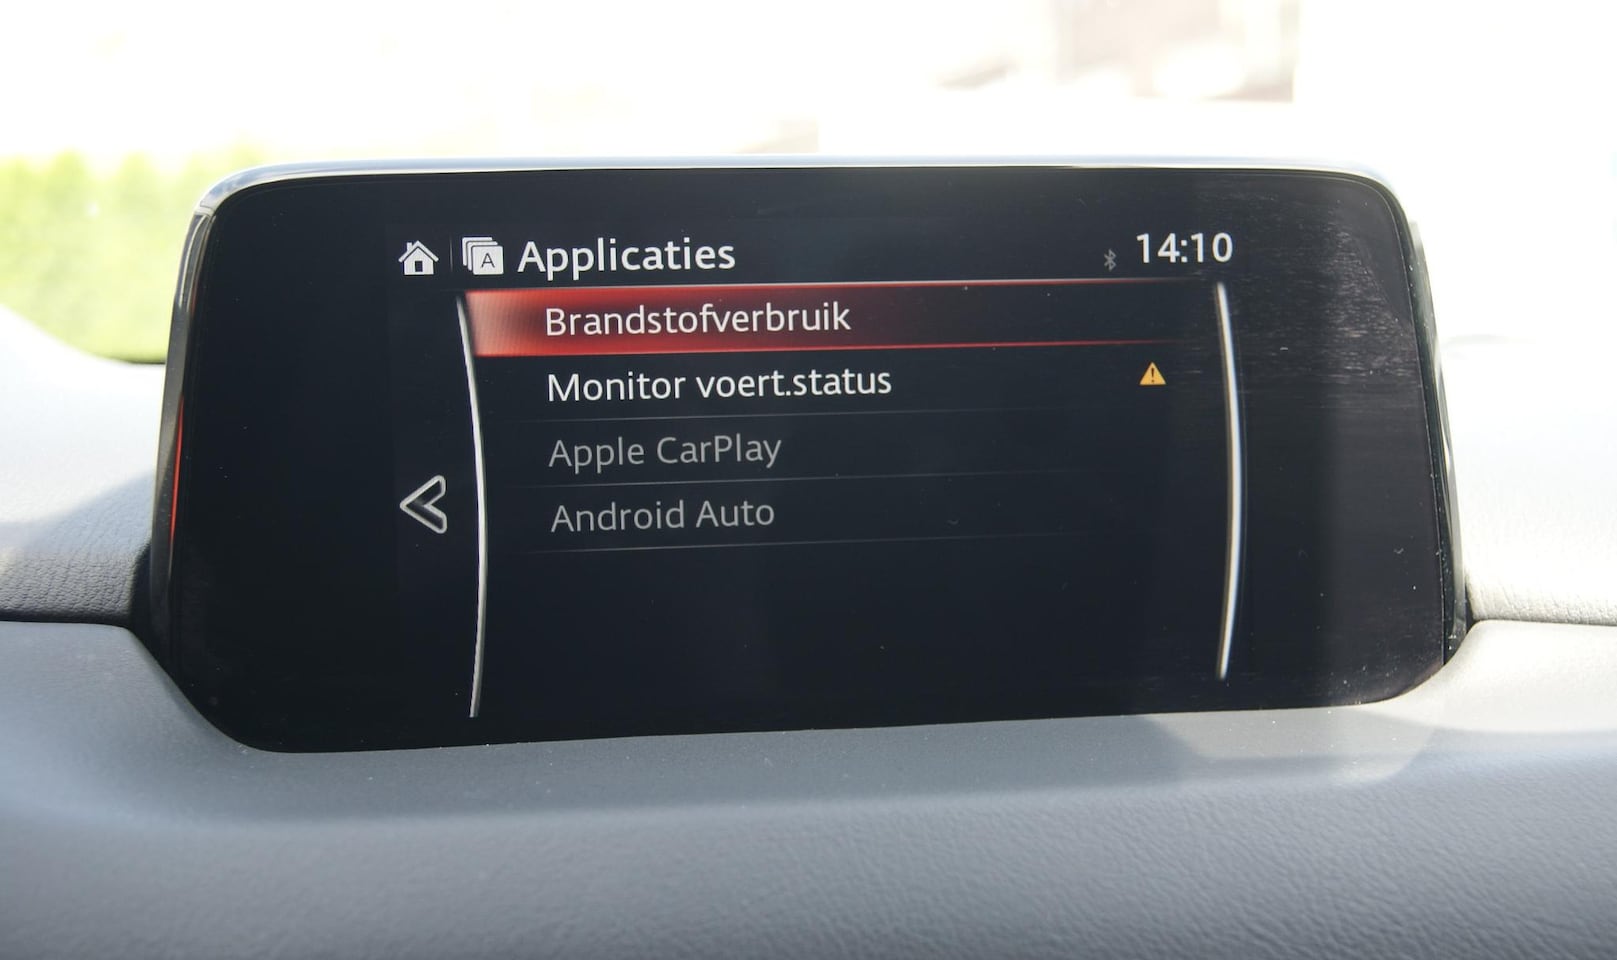 A Applicaties 14:10
Brandstofverbruik
Monitor voert.status
Apple CarPlay
Android Auto